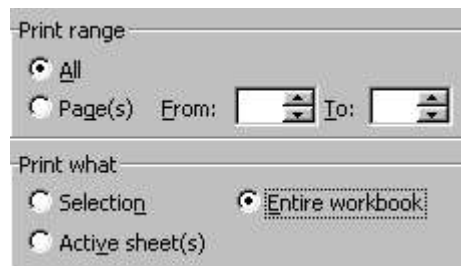 Print range
All
Page(s) From: To:
Print what
Selection Entire workbook
Active sheet(s)